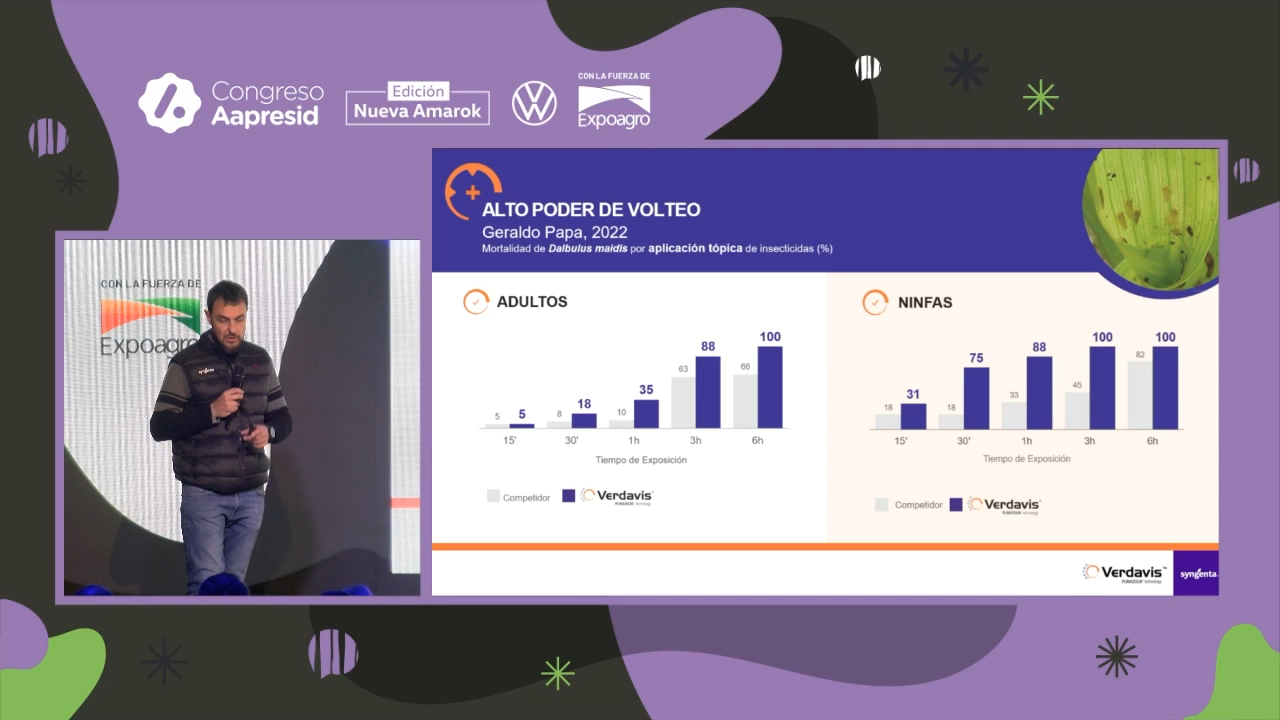 Congreso
Aapresid
Edición
Nueva Amarok
CON LA FUERZA DE
Expoagro
CON LA FUERZA DE
Expoagro
syngenta
ALTO PODER DE VOLTEO
Geraldo Papa, 2022
Mortalidad de Dalbulus maidis por aplicación tópica de insecticidas (%)
ADULTOS
5 5 8 18 10 35 63 88 66 100
15' 30' 1h 3h 6h
Tiempo de Exposición
Competidor Verdavis
PLINAZOLIN technology
NINFAS
18 31 18 75 33 88 45 100 82 100
15' 30' 1h 3h 6h
Tiempo de Exposición
Competidor Verdavis
PLINAZOLIN technology
Verdavis™
PLINAZOLIN technology
syngenta